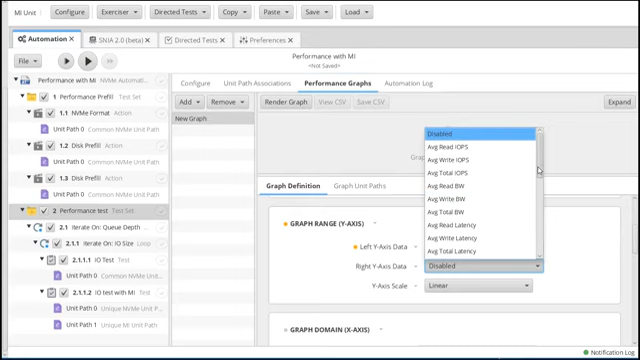 MI Unit Configure Exerciser Directed Tests Copy Paste Save Load
Automation SNIA 2.0 (beta) Directed Tests Preferences
File
Performance with MI
<Not Saved>
Performance with MI NVMe Automati...
1 Performance Prefill Test Set
1.1 NVMe Format Action
Unit Path 0 Common NVMe Unit Path
1.2 Disk Prefill Action
Unit Path 0 Common NVMe Unit Path
1.3 Disk Prefill Action
Unit Path 0 Common NVMe Unit Path
2 Performance test Test Set
2.1 Iterate On: Queue Depth
2.1.1 Iterate On: IO Size Loop
2.1.1.1 IO Test Test
Unit Path 0 Common NVMe Unit...
2.1.1.2 IO test with MI Test
Unit Path 0 Unique NVMe Unit P...
Unit Path 1 Unique MI Unit Path
Configure Unit Path Associations Performance Graphs Automation Log
Add Remove
New Graph
Render Graph View CSV Save CSV Expand
Graph Definition Graph Unit Paths
GRAPH RANGE (Y-AXIS)
Left Y-Axis Data
Right Y-Axis Data Disabled
Y-Axis Scale Linear
GRAPH DOMAIN (X-AXIS)
Disabled
Avg Read IOPS
Avg Write IOPS
Avg Total IOPS
Avg Read BW
Avg Write BW
Avg Total BW
Avg Read Latency
Avg Write Latency
Avg Total Latency
Notification Log